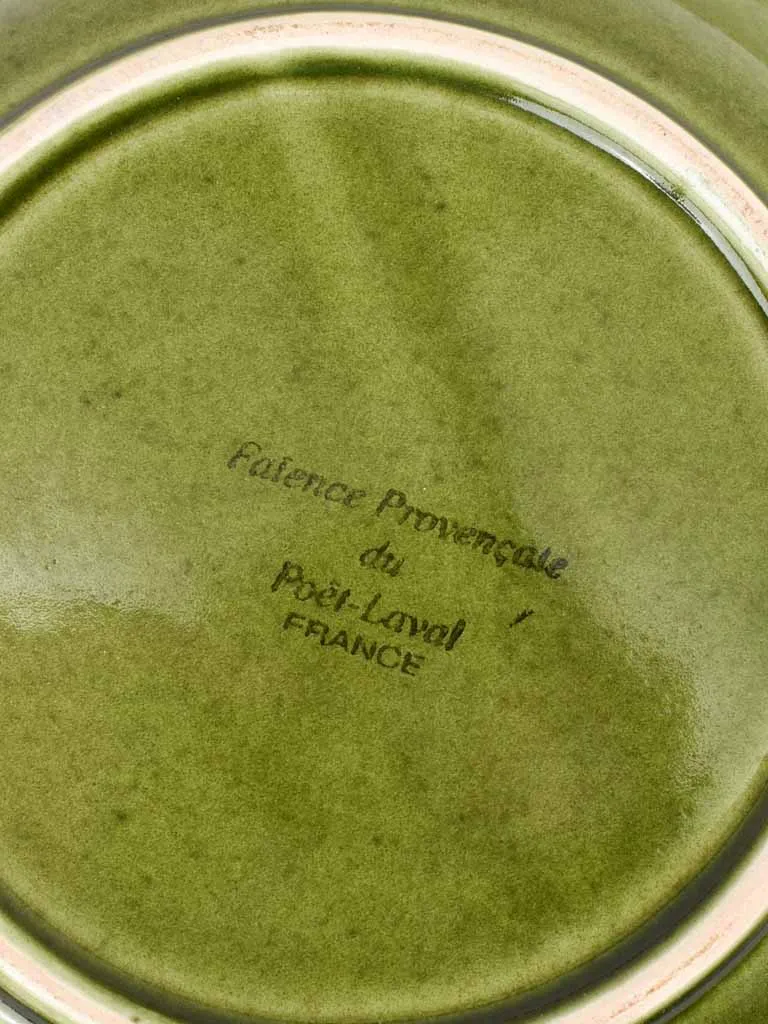 Faïence Provençale
du
Poët-Laval
FRANCE